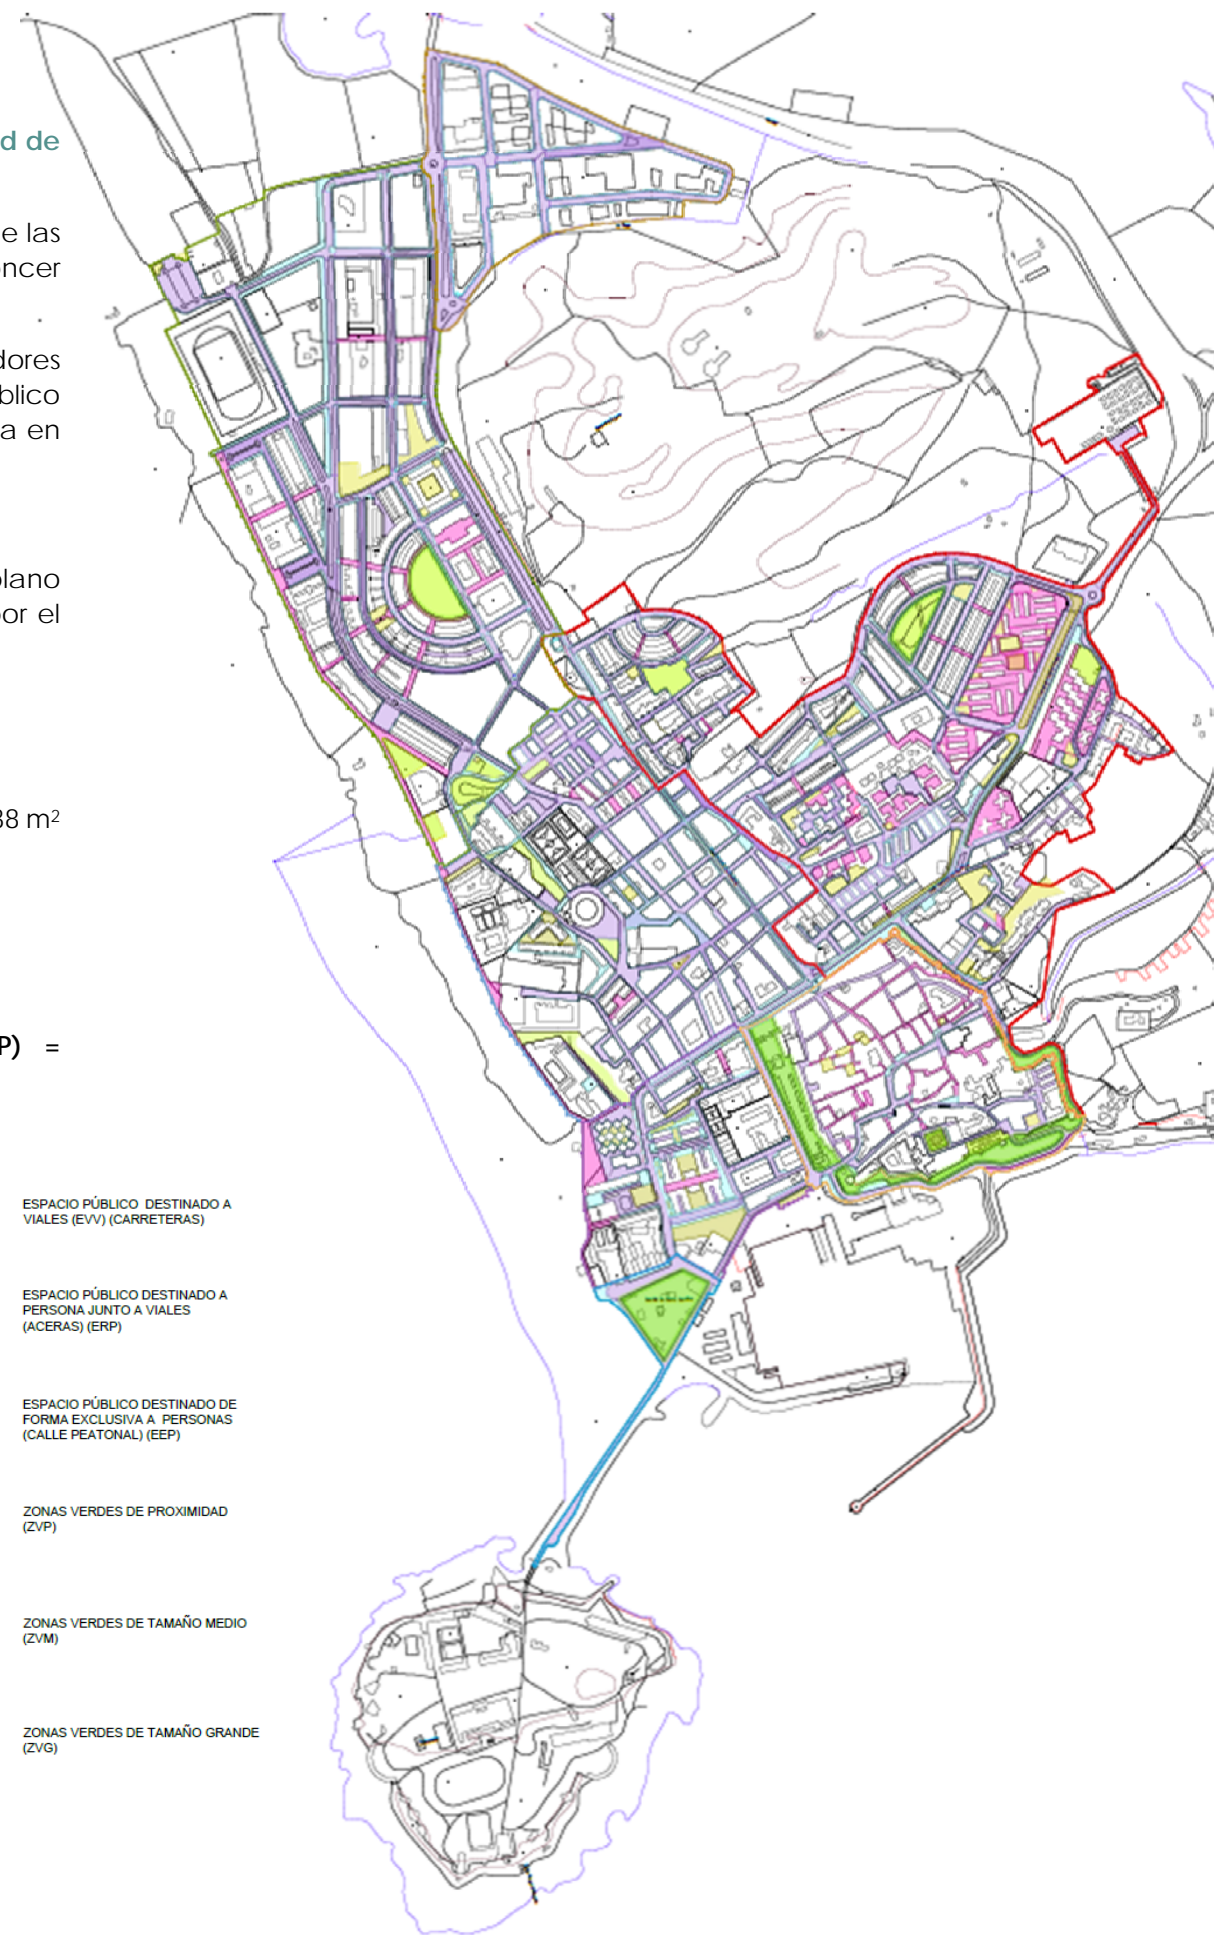 d de
e las
oncer
dores
blico
a en
plano
por el
38 m²
P) =
ESPACIO PÚBLICO DESTINADO A
VIALES (EVV) (CARRETERAS)
ESPACIO PÚBLICO DESTINADO A
PERSONA JUNTO A VIALES
(ACERAS) (ERP)
ESPACIO PÚBLICO DESTINADO DE
FORMA EXCLUSIVA A PERSONAS
(CALLE PEATONAL) (EEP)
ZONAS VERDES DE PROXIMIDAD
(ZVP)
ZONAS VERDES DE TAMAÑO MEDIO
(ZVM)
ZONAS VERDES DE TAMAÑO GRANDE
(ZVG)